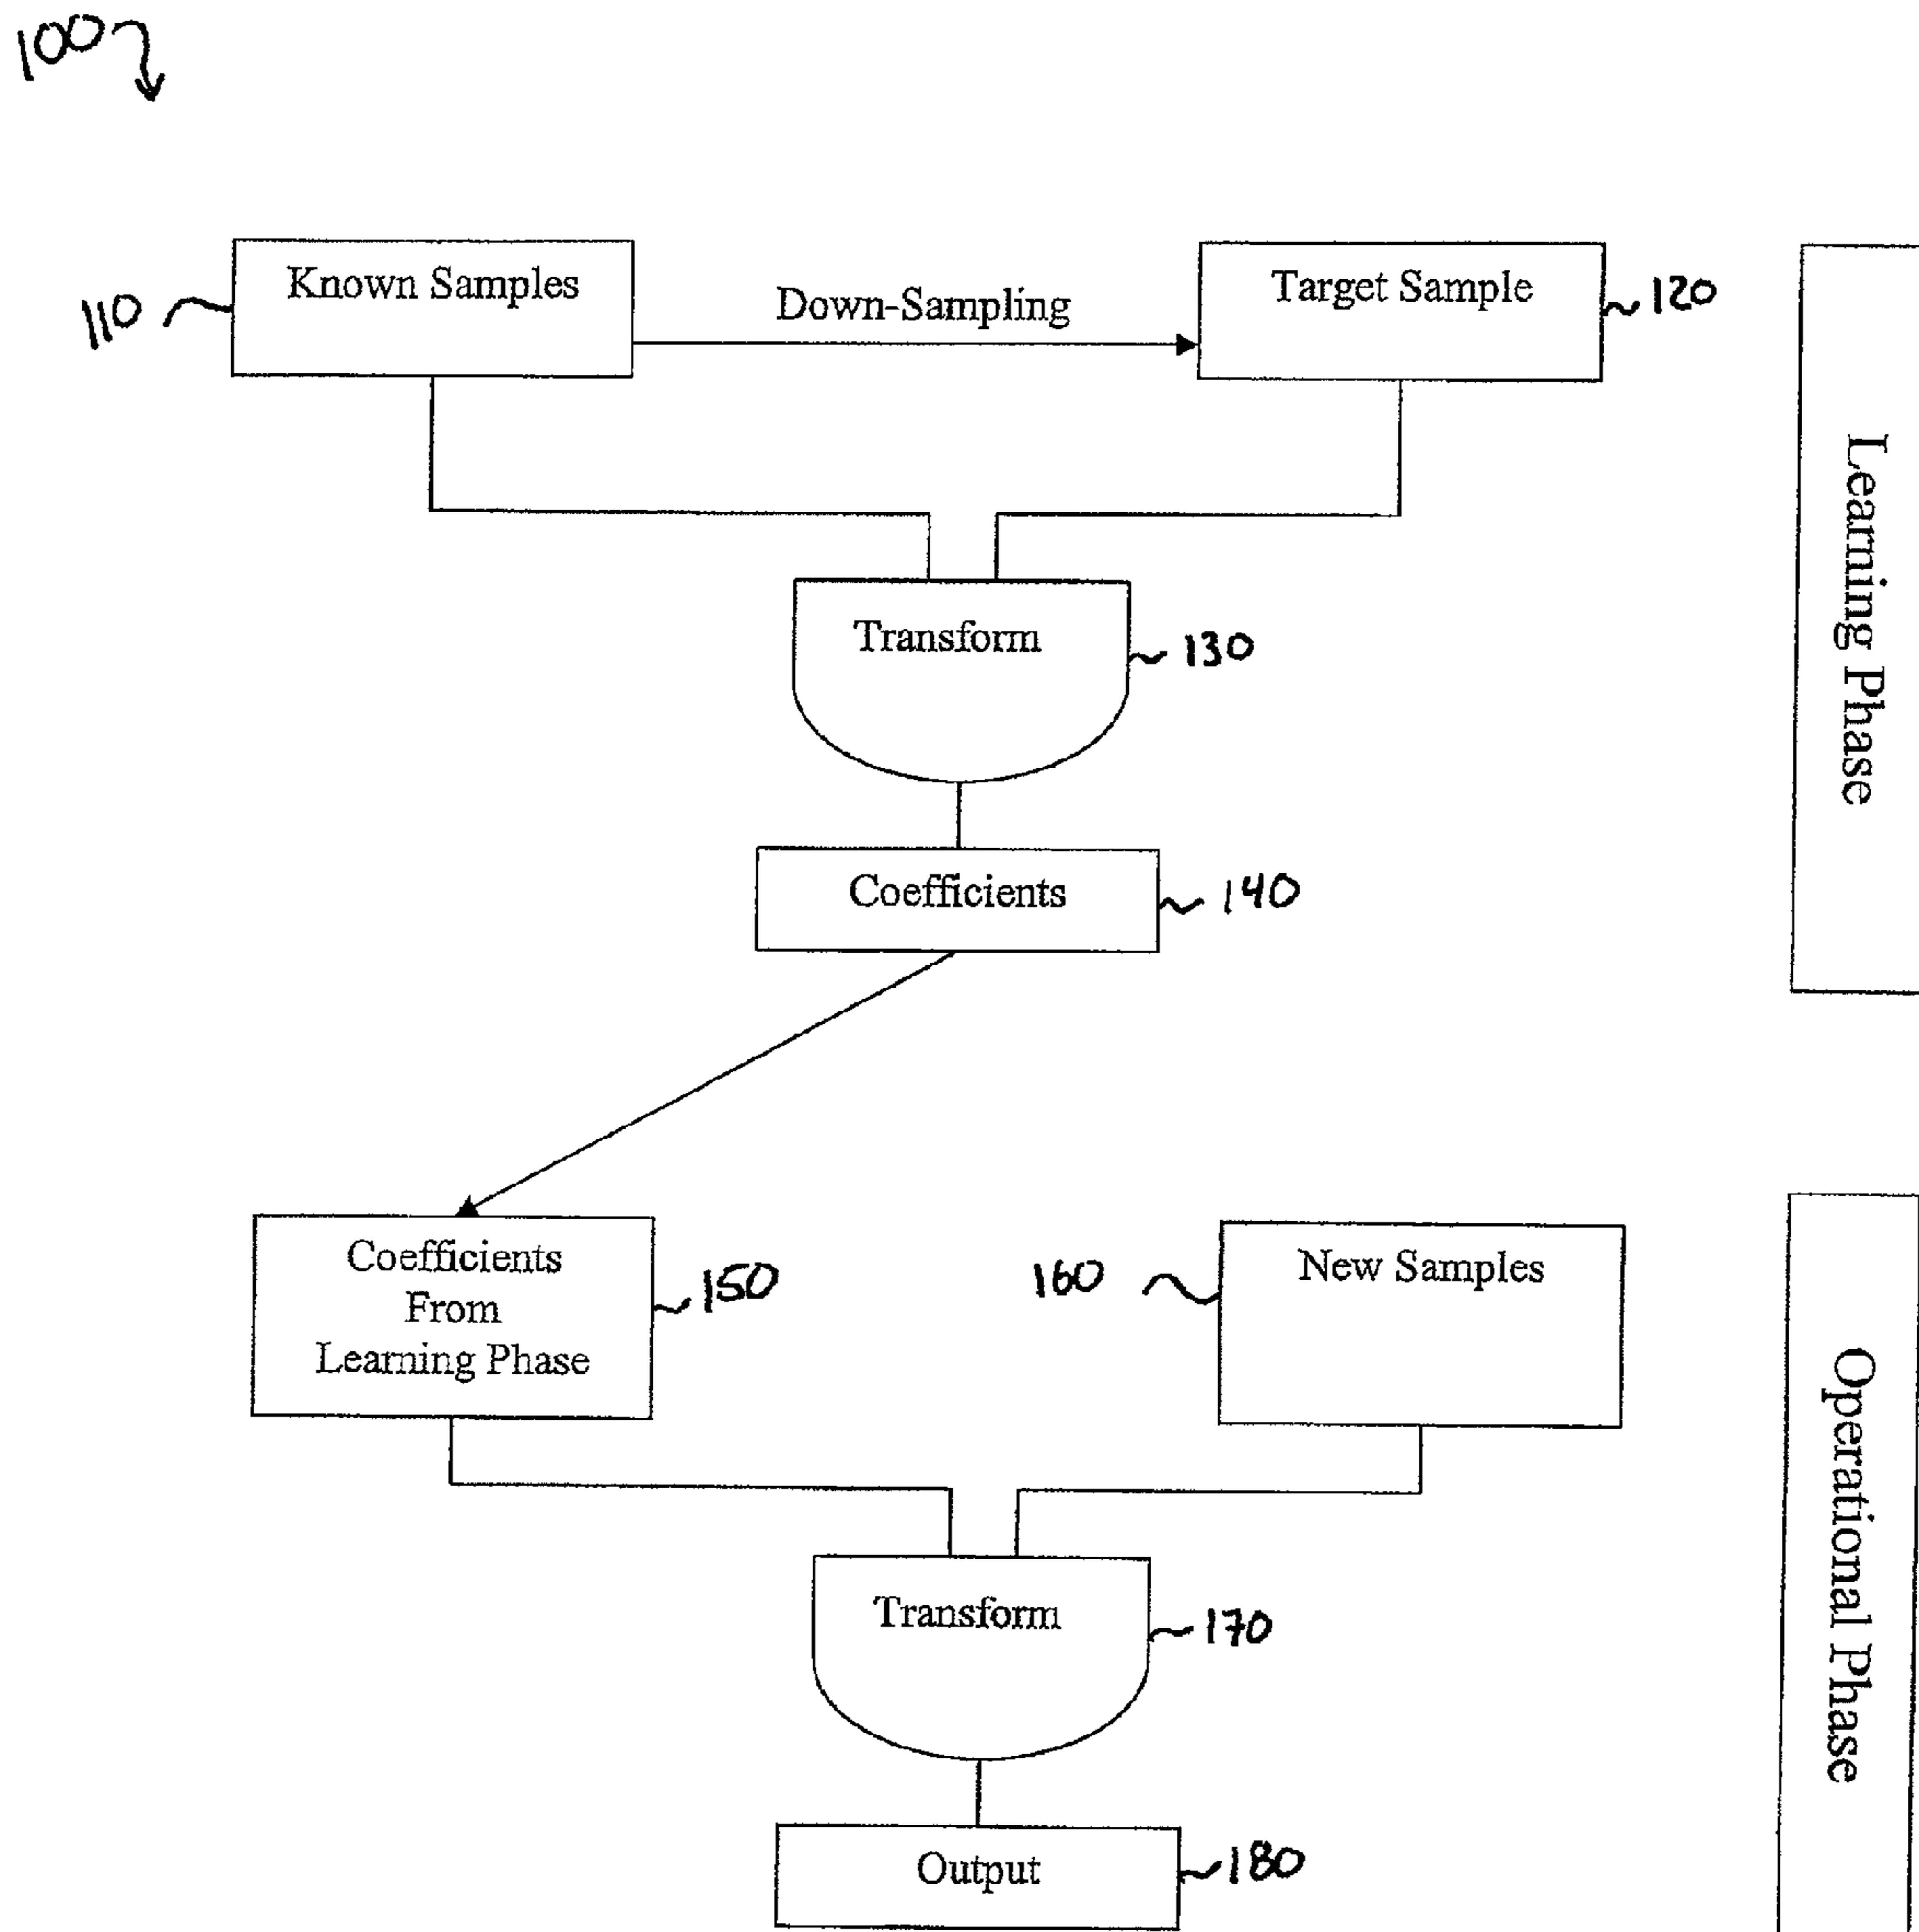 100
Known Samples
110
Down-Sampling
Target Sample
120
Transform
130
Coefficients
140
Learning Phase
Coefficients
From
Learning Phase
150
160
New Samples
Transform
170
Output
180
Operational Phase